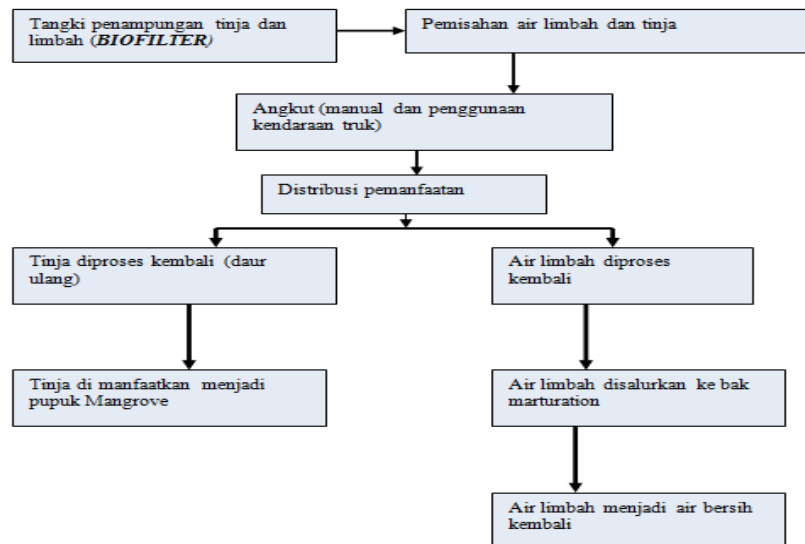 Tangki penampungan tinja dan
limbah (BIOFILTER)
Pemisahan air limbah dan tinja
Angkut (manual dan penggunaan
kendaraan truk)
Distribusi pemanfaatan
Tinja diproses kembali (daur
ulang)
Air limbah diproses
kembali
Tinja di manfaatkan menjadi
pupuk Mangrove
Air limbah disalurkan ke bak
marturation
Air limbah menjadi air bersih
kembali